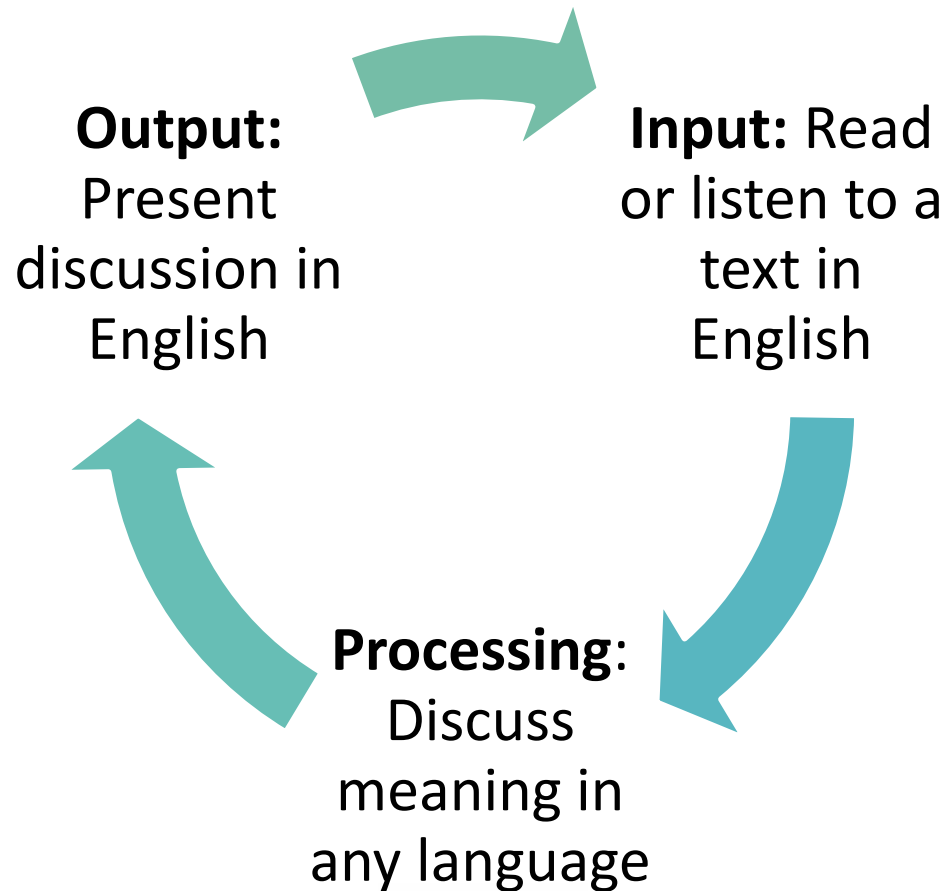 Output:
Present
discussion in
English
Input: Read
or listen to a
text in
English
Processing:
Discuss
meaning in
any language